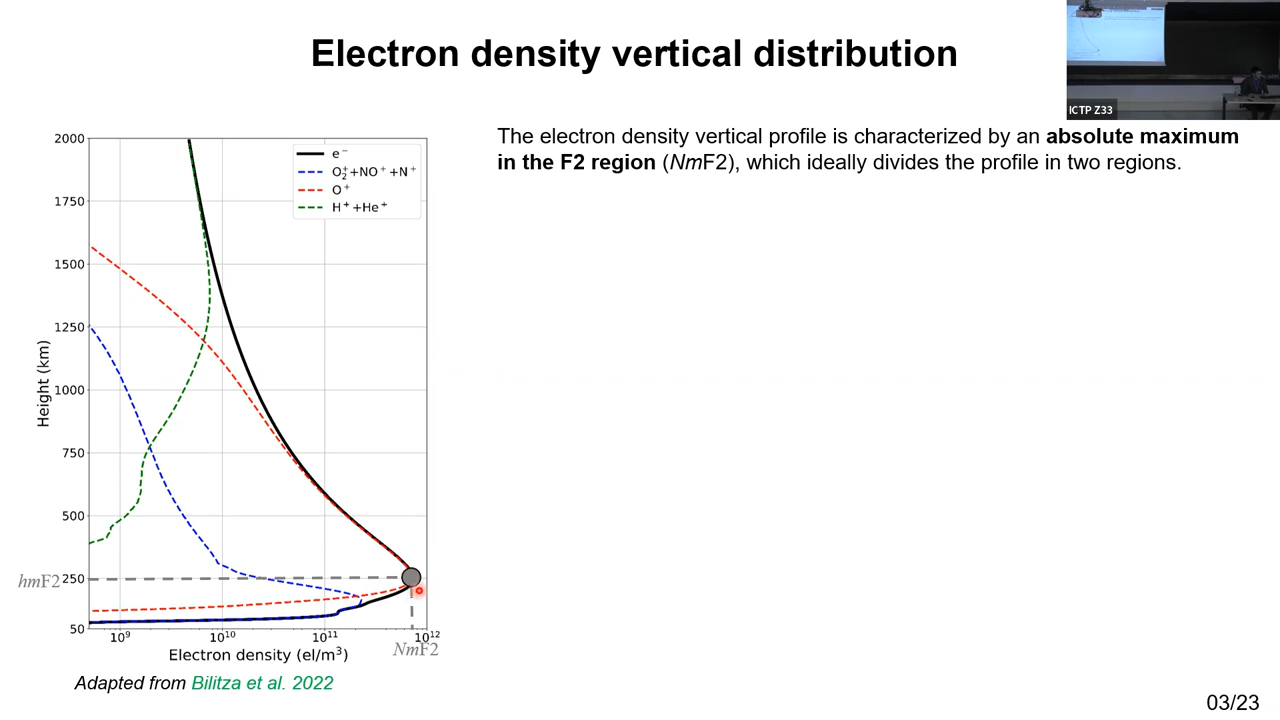 Electron density vertical distribution
ICTP Z33
The electron density vertical profile is characterized by an absolute maximum
in the F2 region (NmF2), which ideally divides the profile in two regions.
2000
1750
1500
1250
1000
750
500
250
50
Height (km)
e⁻
O₂⁺+NO⁺+N⁺
O⁺
H⁺+He⁺
hmF2
10⁹ 10¹⁰ 10¹¹ 10¹²
Electron density (el/m³)
NmF2
Adapted from Bilitza et al. 2022
03/23